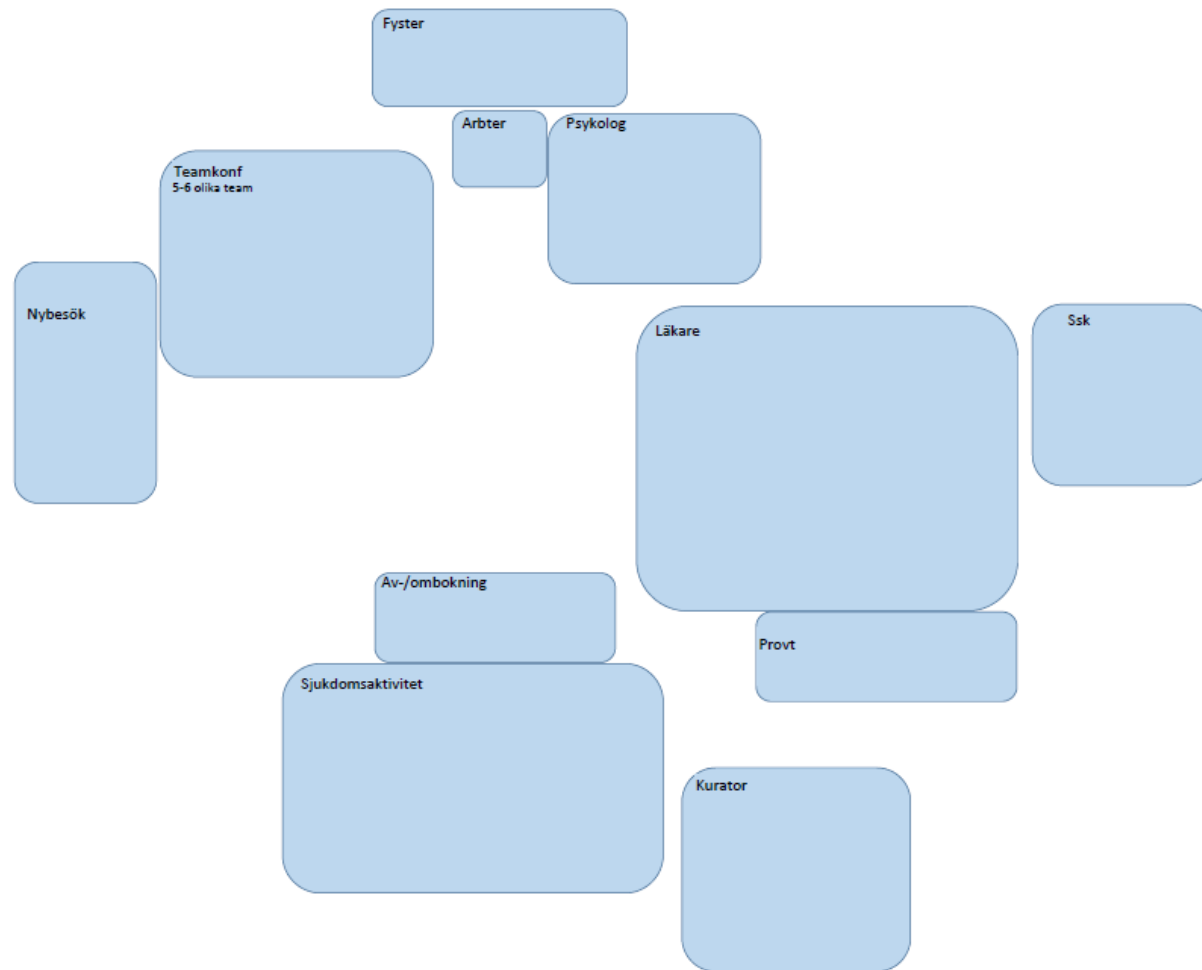 Fyster
Arbter
Psykolog
Teamkonf
5-6 olika team
Nybesök
Läkare
Ssk
Av-/ombokning
Provt
Sjukdomsaktivitet
Kurator